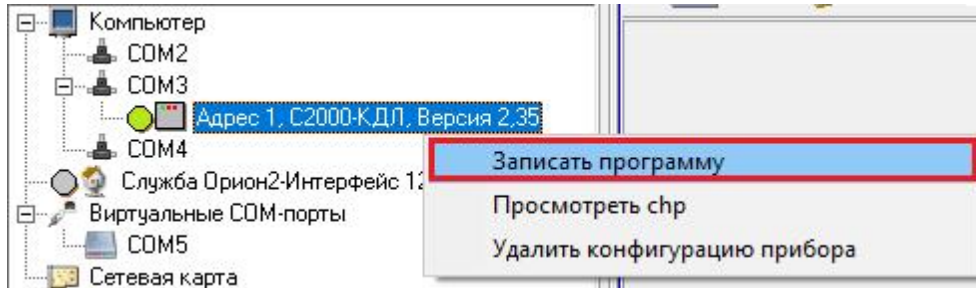 Компьютер
COM2
COM3
Адрес 1, С2000-КДЛ, Версия 2,35
COM4
Служба Орион2-Интерфейс 12
Виртуальные COM-порты
COM5
Сетевая карта
Записать программу
Просмотреть chp
Удалить конфигурацию прибора